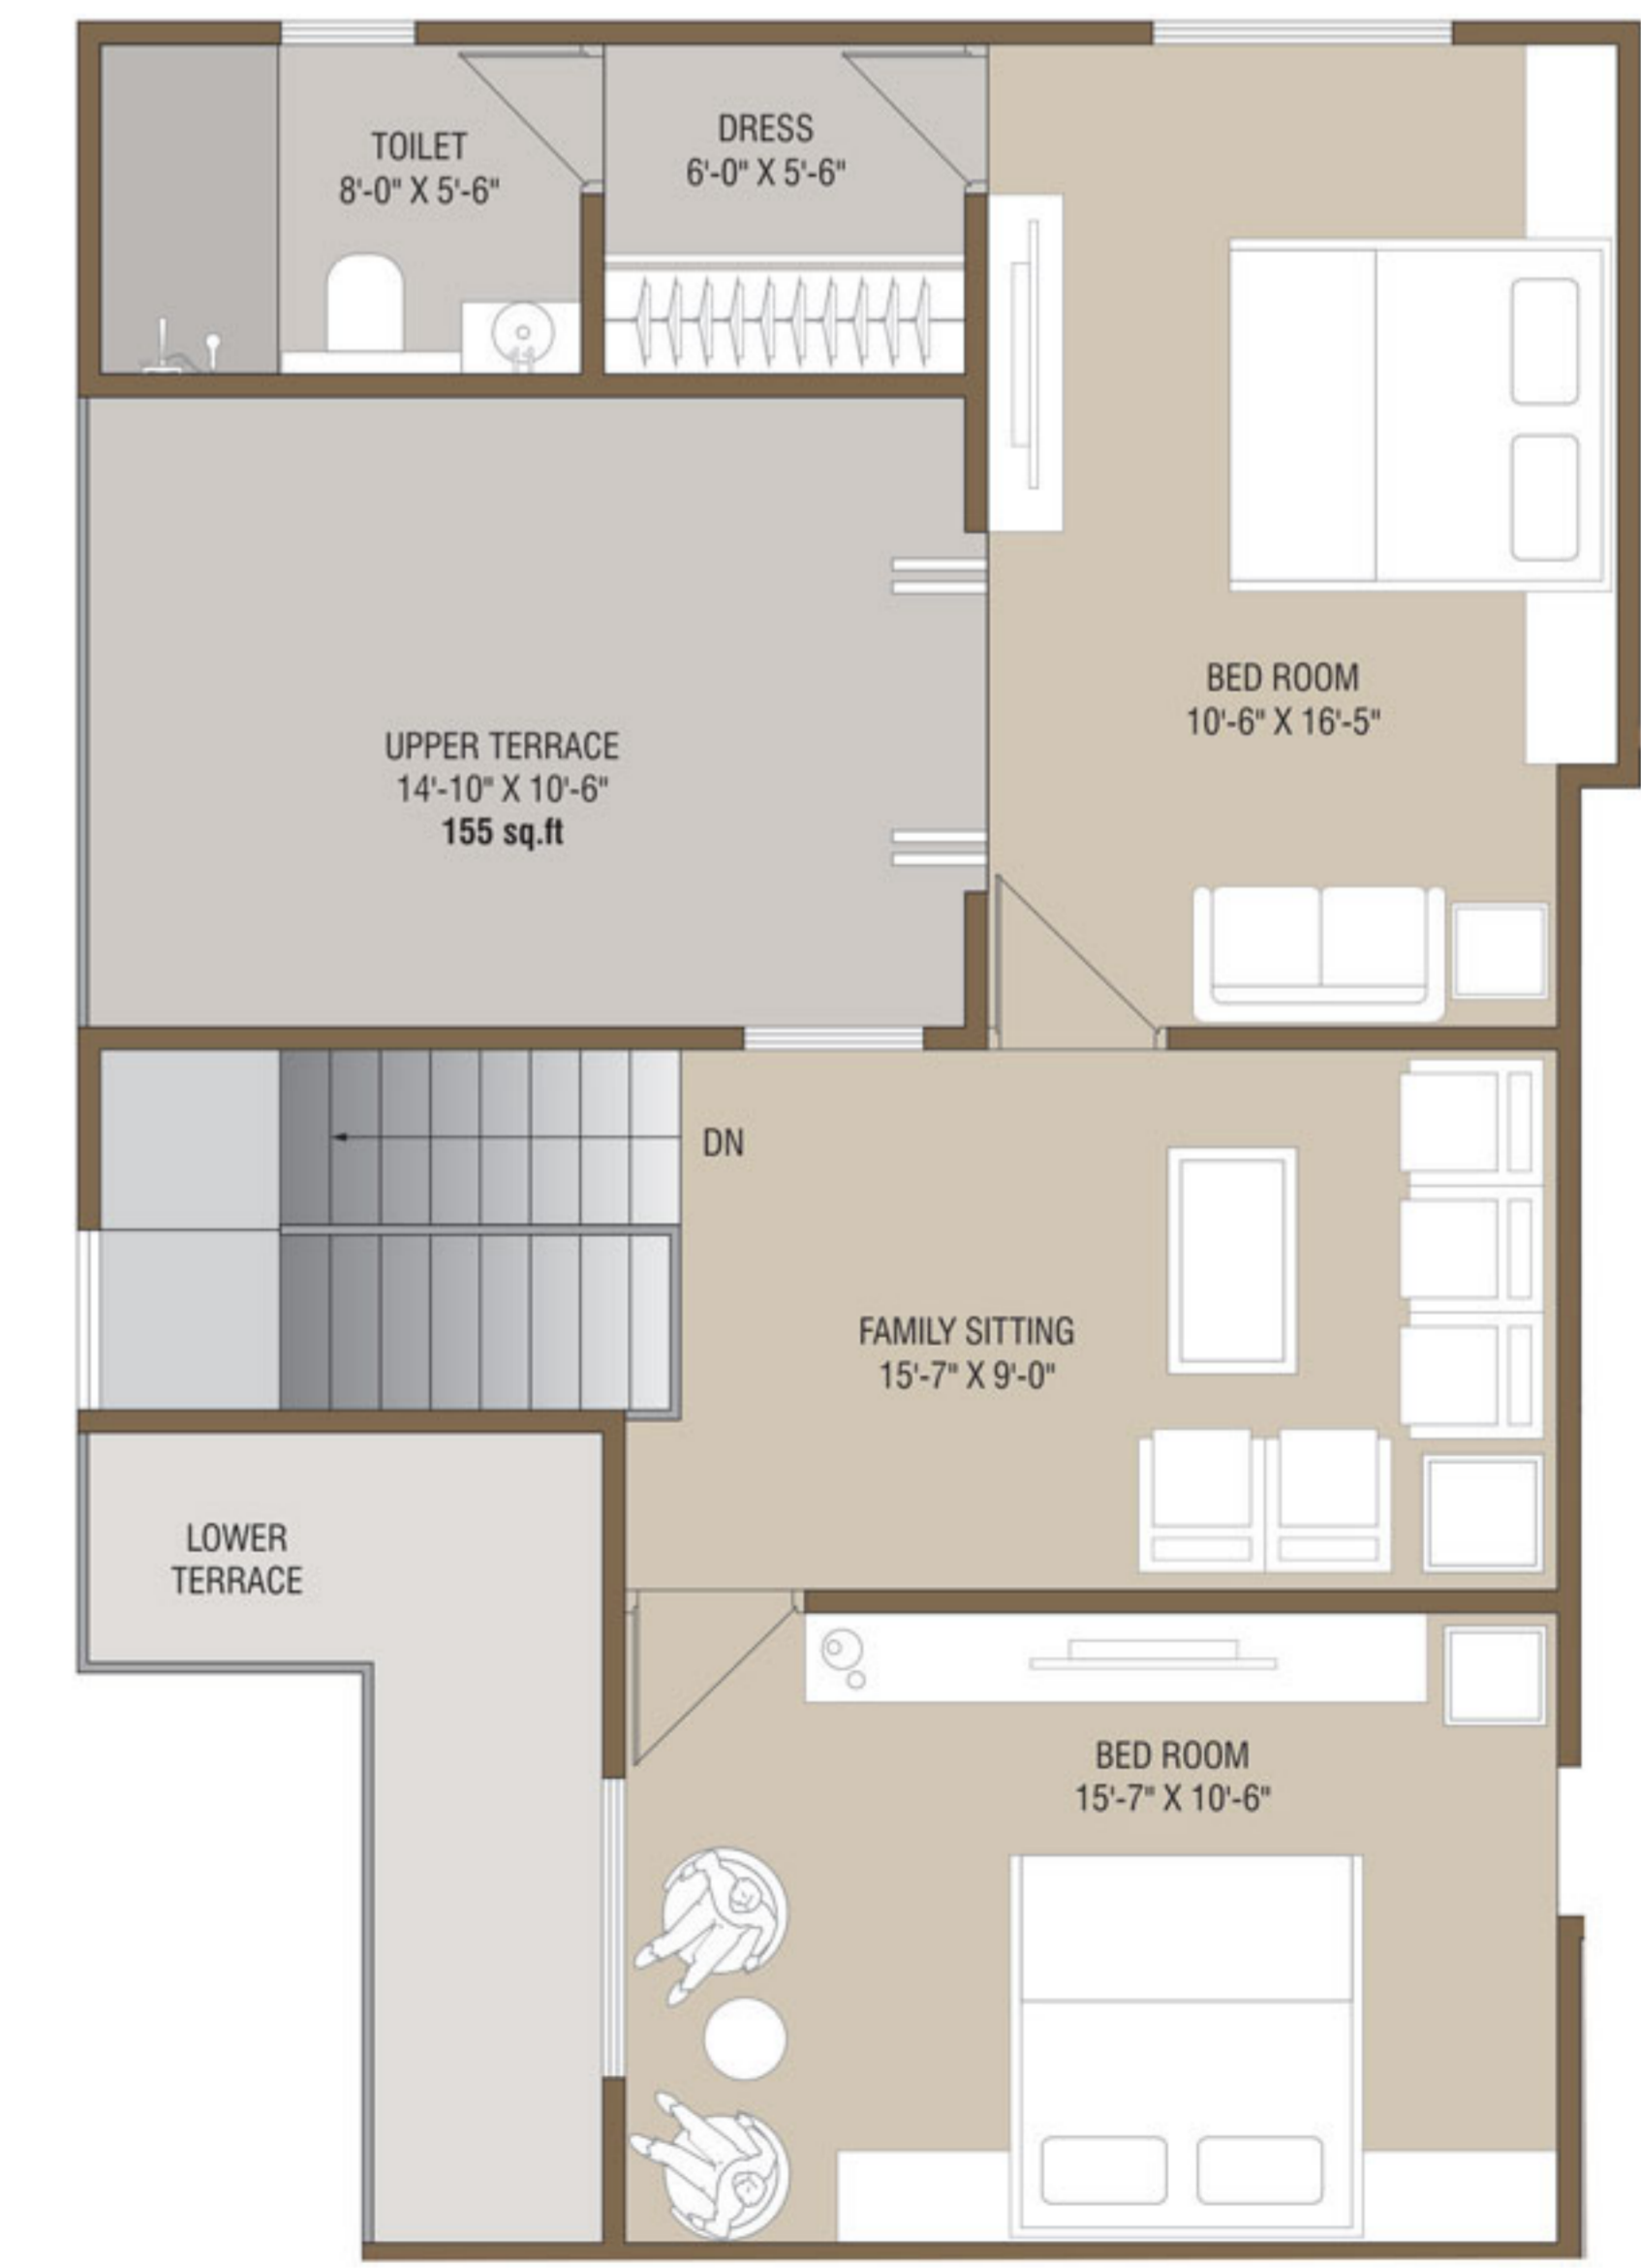 TOILET
8'-0" X 5'-6"
DRESS
6'-0" X 5'-6"
BED ROOM
10'-6" X 16'-5"
UPPER TERRACE
14'-10" X 10'-6"
155 sq.ft
DN
FAMILY SITTING
15'-7" X 9'-0"
LOWER
TERRACE
BED ROOM
15'-7" X 10'-6"